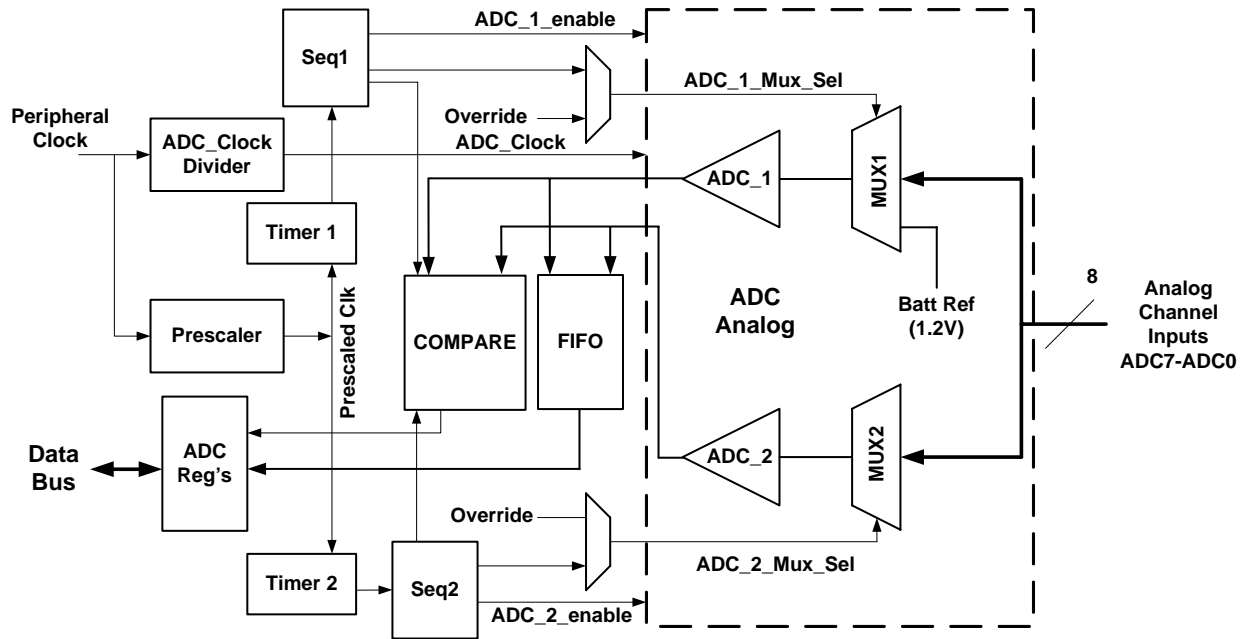 ADC_1_enable
Seq1
ADC_1_Mux_Sel
Peripheral
Clock
Override
ADC_Clock
Divider
ADC_Clock
ADC_1
MUX1
Timer 1
8
Analog
Channel
Inputs
ADC7-ADC0
Batt Ref
(1.2V)
ADC
Analog
Prescaled Clk
Prescaler
COMPARE
FIFO
Data
Bus
ADC
Reg's
ADC_2
MUX2
Override
ADC_2_Mux_Sel
Timer 2
Seq2
ADC_2_enable